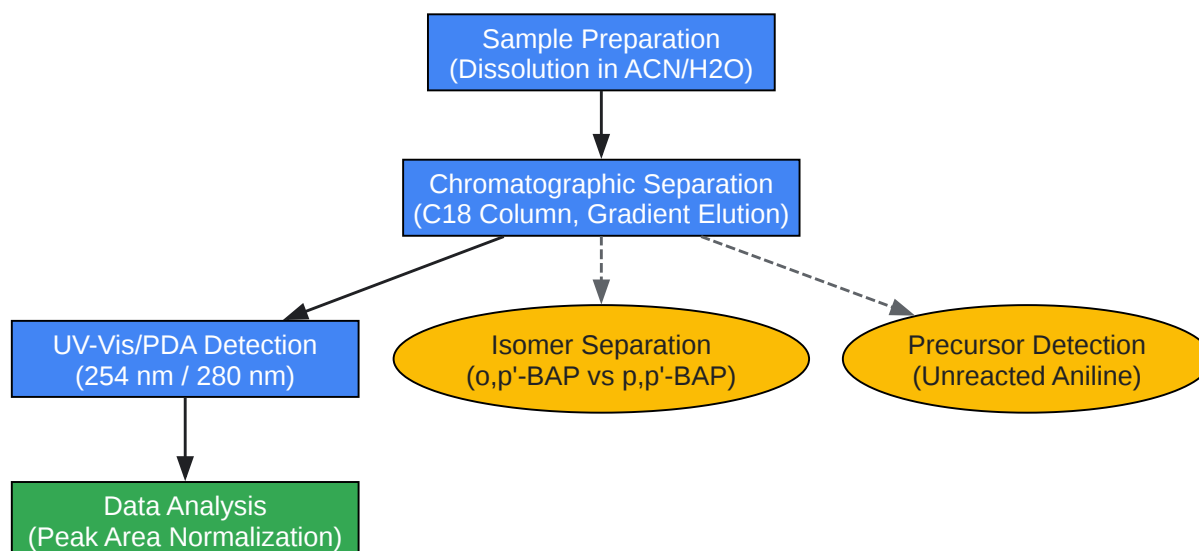 Sample Preparation
(Dissolution in ACN/H2O)
Chromatographic Separation
(C18 Column, Gradient Elution)
UV-Vis/PDA Detection
(254 nm / 280 nm)
Isomer Separation
(o,p'-BAP vs p,p'-BAP)
Precursor Detection
(Unreacted Aniline)
Data Analysis
(Peak Area Normalization)